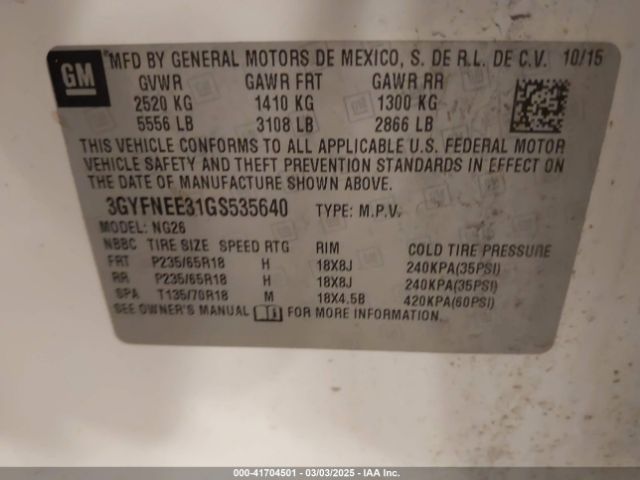 GM
MFD BY GENERAL MOTORS DE MEXICO, S. DE R.L. DE C.V. 10/15
GVWR GAWR FRT GAWR RR
2520 KG 1410 KG 1300 KG
5556 LB 3108 LB 2866 LB
THIS VEHICLE CONFORMS TO ALL APPLICABLE U.S. FEDERAL MOTOR
VEHICLE SAFETY AND THEFT PREVENTION STANDARDS IN EFFECT ON
THE DATE OF MANUFACTURE SHOWN ABOVE.
3GYFNEE31GS535640 TYPE: M.P.V.
MODEL: NG26
NBBC TIRE SIZE SPEED RTG RIM COLD TIRE PRESSURE
FRT P235/65R18 H 18X8J 240KPA(35PSI)
RR P235/65R18 H 18X8J 240KPA(35PSI)
SPA T135/70R18 M 18X4.5B 420KPA(60PSI)
SEE OWNER'S MANUAL FOR MORE INFORMATION.
000-41704501 - 03/03/2025 - IAA Inc.